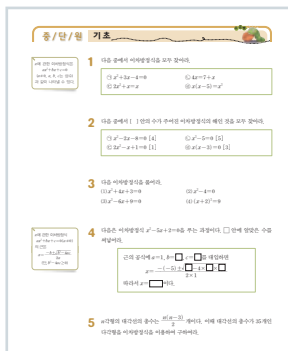 중/단/원 기초
1 다음 중에서 이차방정식을 모두 찾아라.
㉠ x²+3x-4=0 ㉡ 4x=7+x
㉢ 2x²+x=x ㉣ x(x-5)=x²
2 다음 중에서 [ ] 안의 수가 주어진 이차방정식의 해인 것을 모두 찾아라.
㉠ x²-2x-8=0 [4] ㉡ x²-5=0 [5]
㉢ 2x²-x+1=0 [1] ㉣ x(x-3)=0 [3]
3 다음 이차방정식을 풀어라.
(1) x²+4x+3=0 (2) x²-4=0
(3) x²-6x+9=0 (4) (x+2)²=0
4 다음은 이차방정식 x²-5x+3=0을 푸는 과정이다. □ 안에 알맞은 수를
써넣어라.
근의 공식에 a=1, b=□, c=□를 대입하면
x=-(-5)±√□-4×□×□
2×1
따라서 x=□이다.
5 n각형의 대각선의 총수는 n(n-3)/2 개이다. 이때 대각선의 총수가 35개인
다각형을 이차방정식을 이용하여 구하여라.